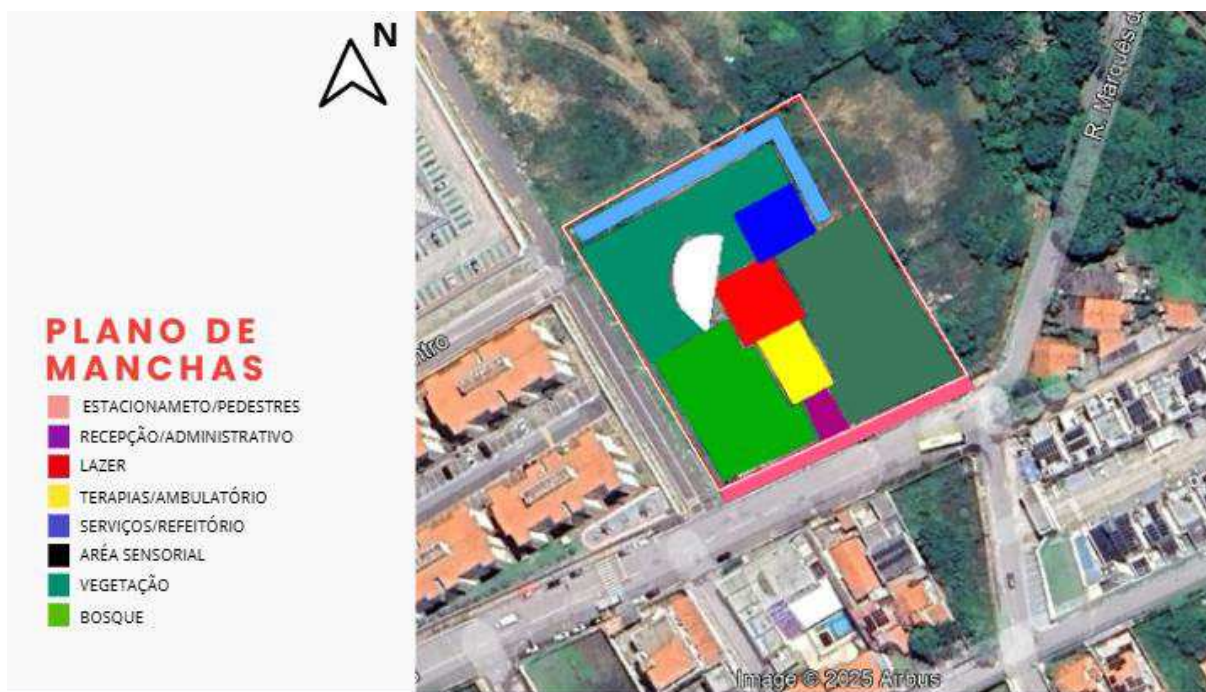 N
PLANO DE
MANCHAS
ESTACIONAMETO/PEDESTRES
RECEPÇÃO/ADMINISTRATIVO
LAZER
TERAPIAS/AMBULATÓRIO
SERVIÇOS/REFEITÓRIO
ARÉA SENSORIAL
VEGETAÇÃO
BOSQUE
R. Marquês d
ntro
Image © 2025 Airbus